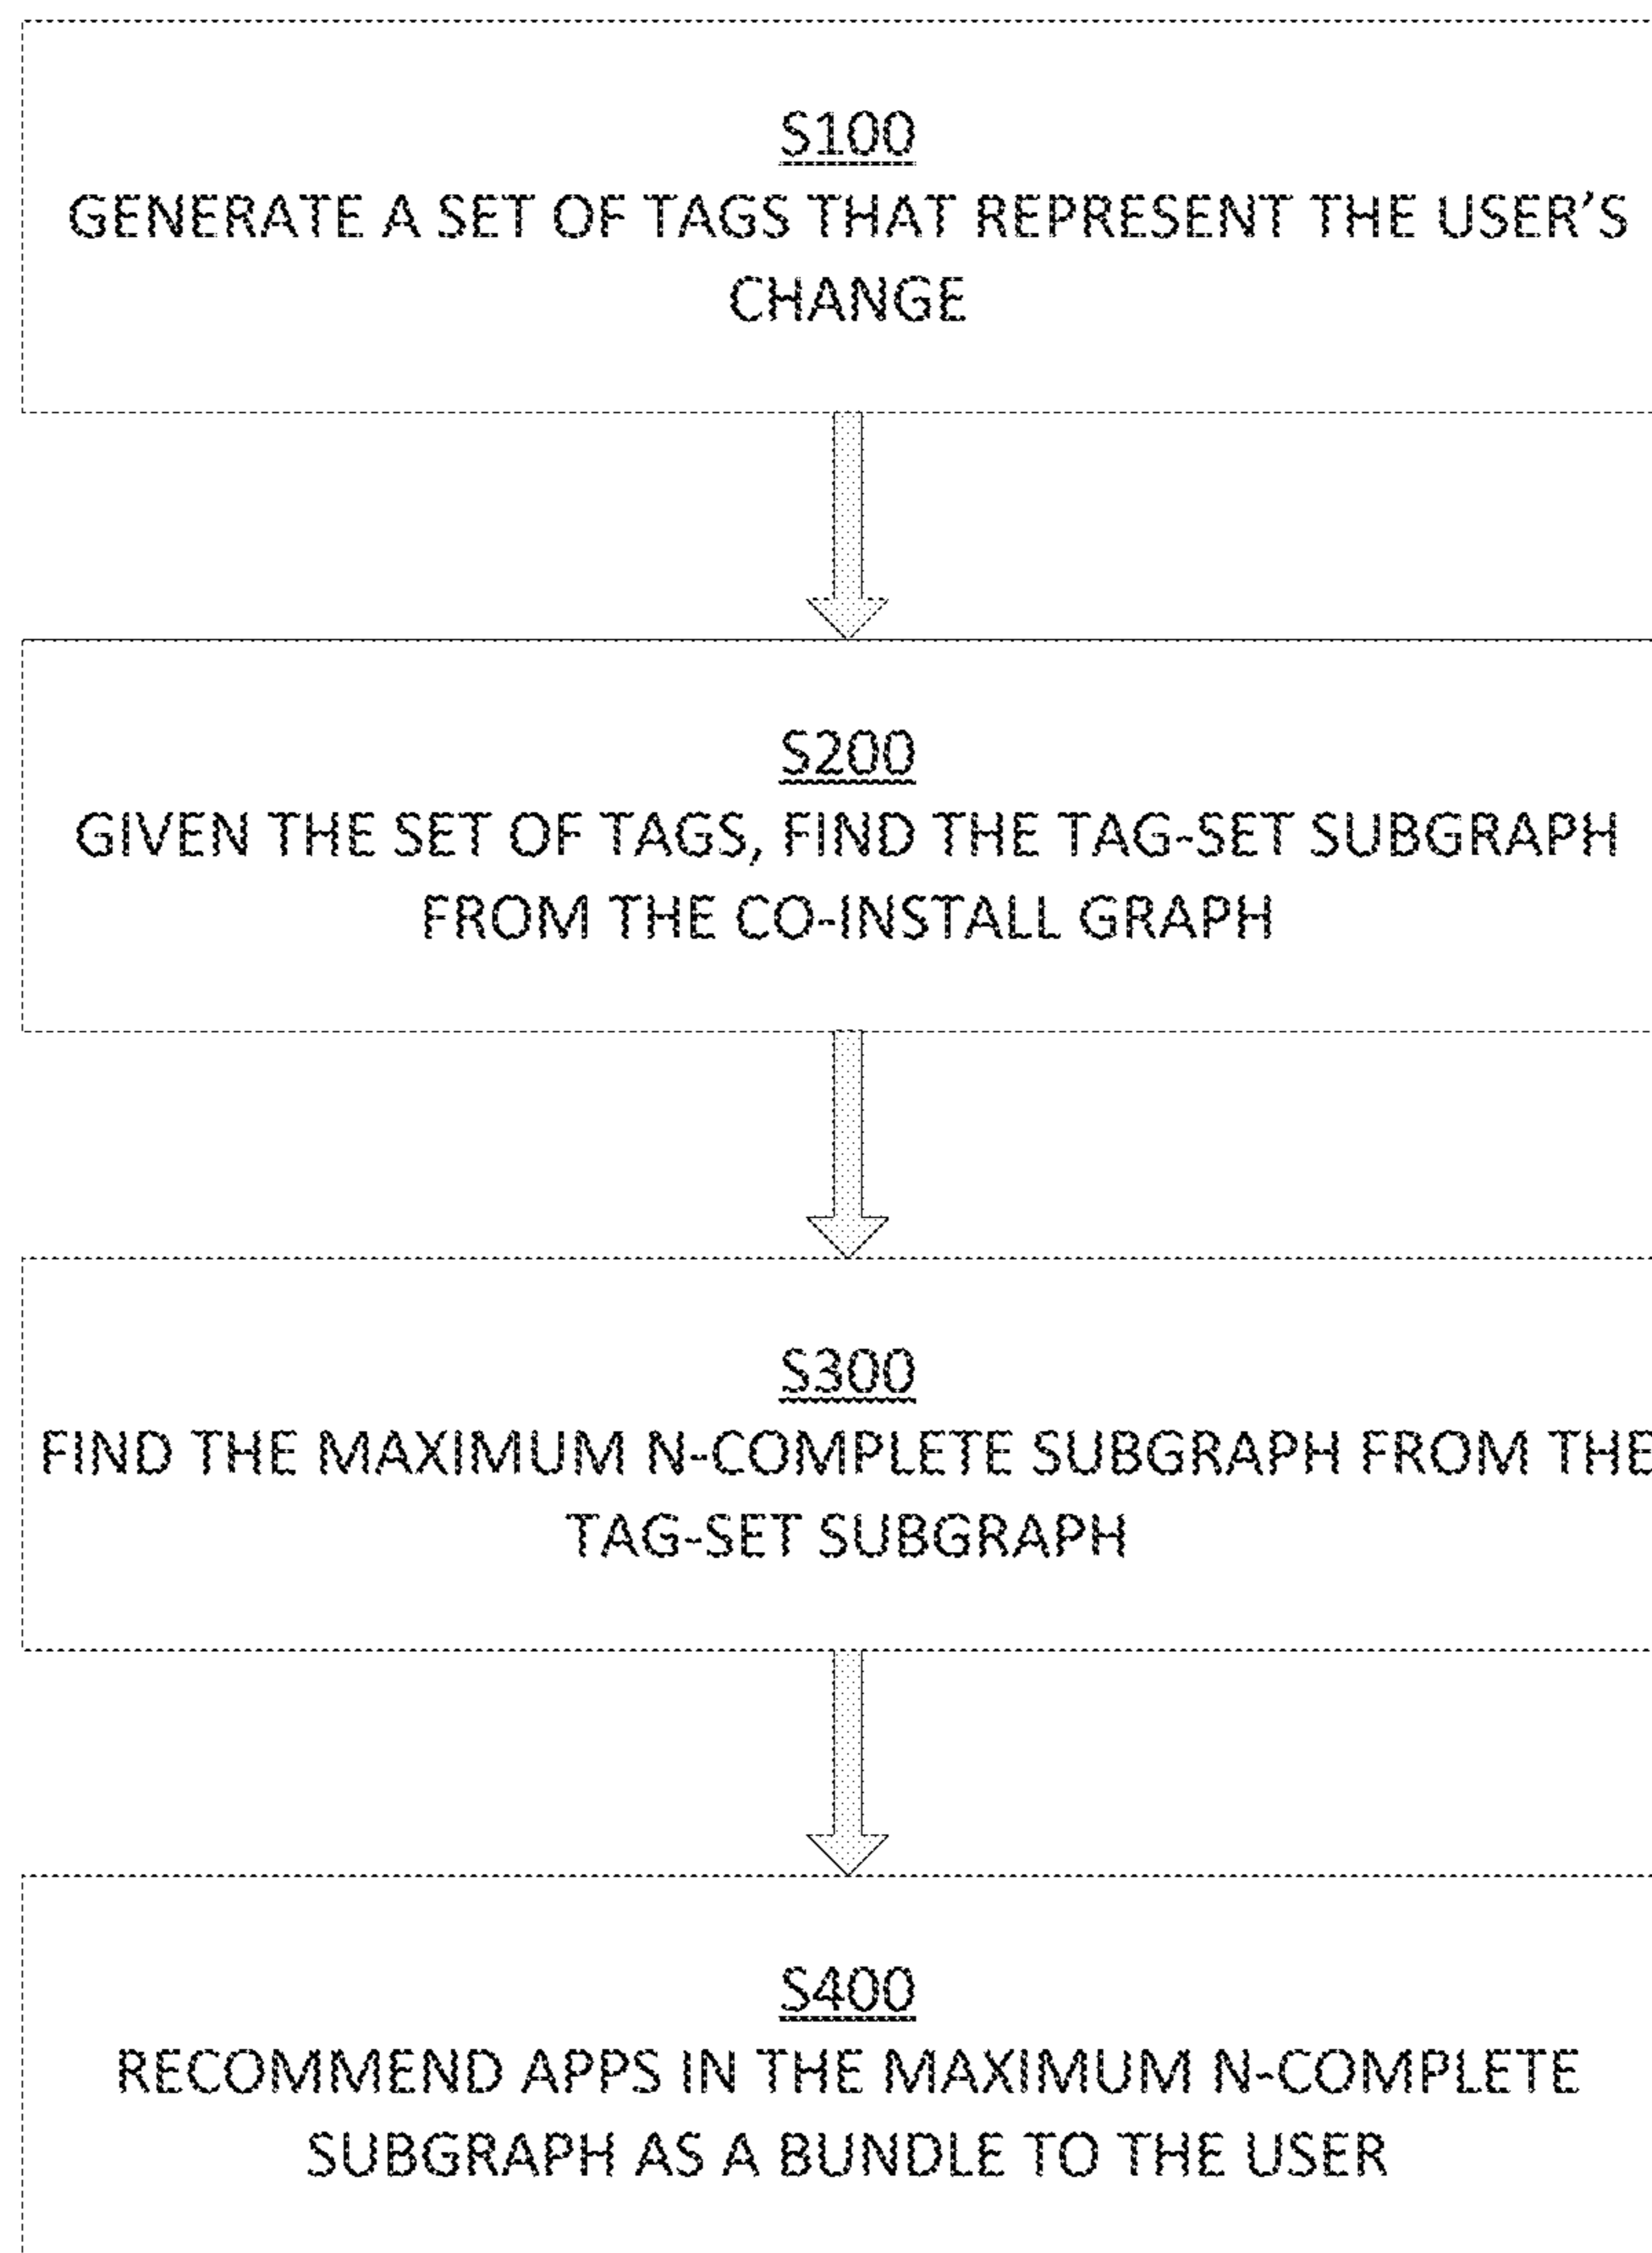 S100
GENERATE A SET OF TAGS THAT REPRESENT THE USER'S
CHANGE
S200
GIVEN THE SET OF TAGS, FIND THE TAG-SET SUBGRAPH
FROM THE CO-INSTALL GRAPH
S300
FIND THE MAXIMUM N-COMPLETE SUBGRAPH FROM THE
TAG-SET SUBGRAPH
S400
RECOMMEND APPS IN THE MAXIMUM N-COMPLETE
SUBGRAPH AS A BUNDLE TO THE USER